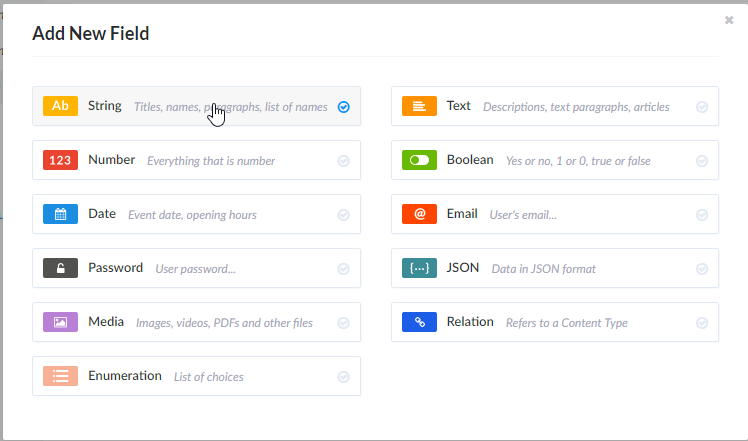 Add New Field
Ab String Titles, names, paragraphs, list of names
Text Descriptions, text paragraphs, articles
123 Number Everything that is number
Boolean Yes or no, 1 or 0, true or false
Date Event date, opening hours
@ Email User's email...
Password User password...
{...} JSON Data in JSON format
Media Images, videos, PDFs and other files
Relation Refers to a Content Type
Enumeration List of choices